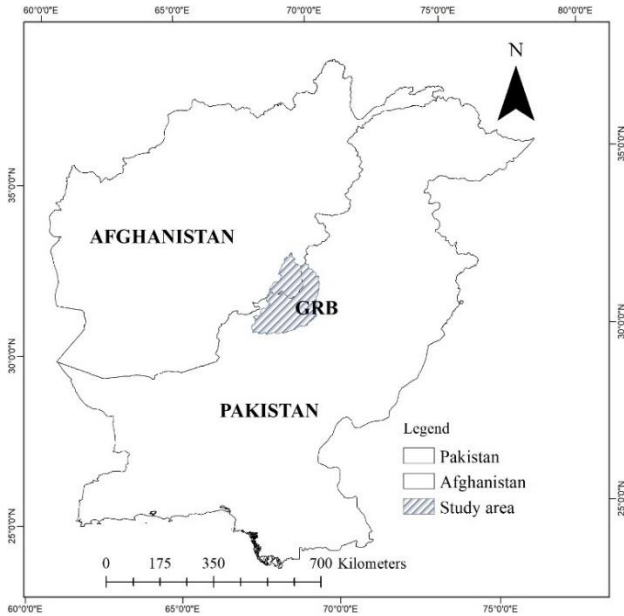 60°0'0"E 65°0'0"E 70°0'0"E 75°0'0"E 80°0'0"E
N
35°0'0"N
35°0'0"N
AFGHANISTAN
GRB
30°0'0"N
30°0'0"N
PAKISTAN
Legend
Pakistan
Afghanistan
Study area
25°0'0"N
25°0'0"N
0 175 350 700 Kilometers
60°0'0"E 65°0'0"E 70°0'0"E 75°0'0"E